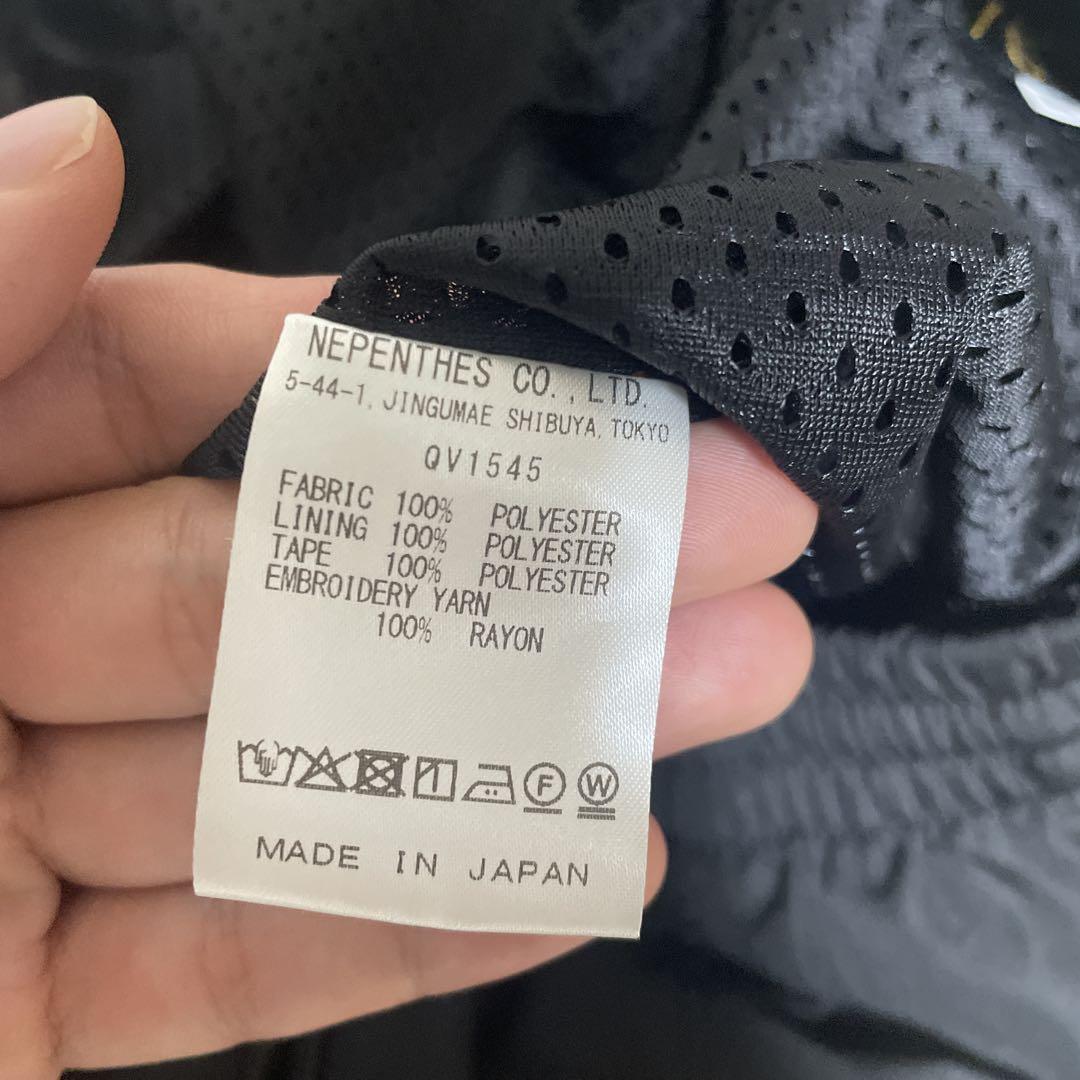 NEPENTHES CO., LTD.
5-44-1, JINGUMAE SHIBUYA, TOKYO
QV1545
FABRIC 100% POLYESTER
LINING 100% POLYESTER
TAPE 100% POLYESTER
EMBROIDERY YARN
100% RAYON
F W
MADE IN JAPAN